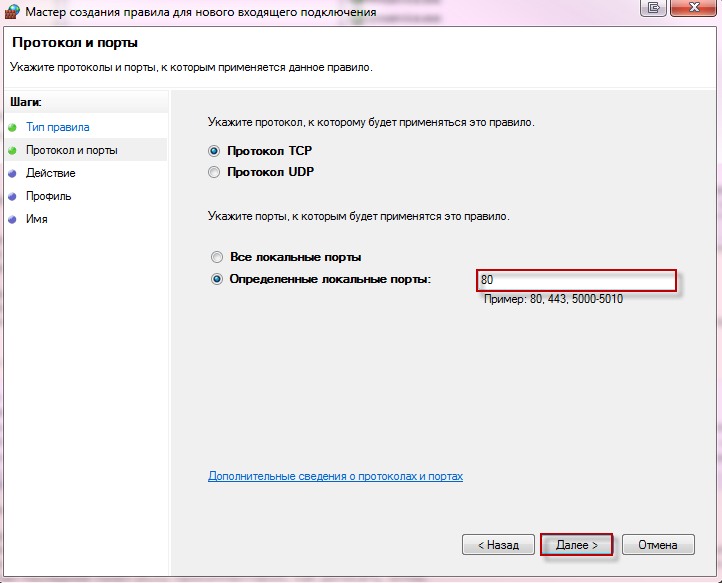 Мастер создания правила для нового входящего подключения
Протокол и порты
Укажите протоколы и порты, к которым применяется данное правило.
Шаги:
Тип правила
Протокол и порты
Действие
Профиль
Имя
Укажите протокол, к которому будет применяться это правило.
Протокол TCP
Протокол UDP
Укажите порты, к которым будет применятся это правило.
Все локальные порты
Определенные локальные порты:
80
Пример: 80, 443, 5000-5010
Дополнительные сведения о протоколах и портах
< Назад
Далее >
Отмена